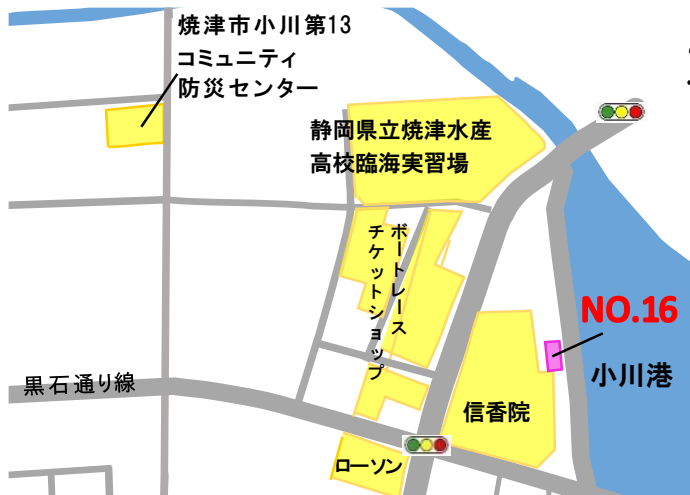 焼津市小川第13
コミュニティ
防災センター
静岡県立焼津水産
高校臨海実習場
ボートレース
チケットショップ
NO.16
小川港
黒石通り線
信香院
ローソン